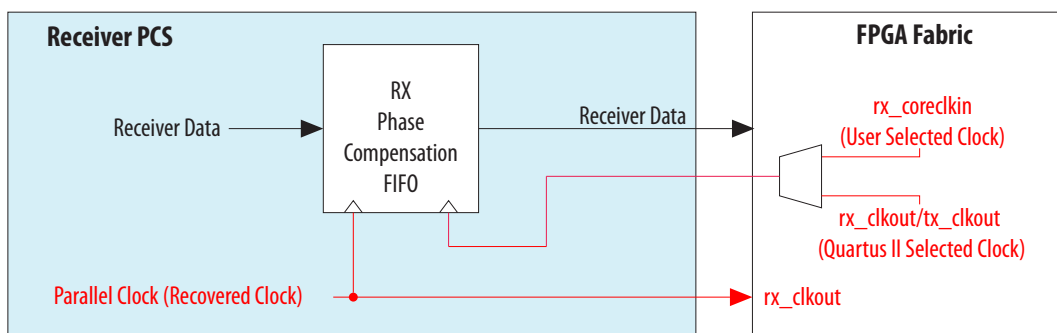 Receiver PCS
FPGA Fabric
RX
Phase
Compensation
FIFO
Receiver Data
Receiver Data
rx_coreclkin
(User Selected Clock)
rx_clkout/tx_clkout
(Quartus II Selected Clock)
Parallel Clock (Recovered Clock)
rx_clkout